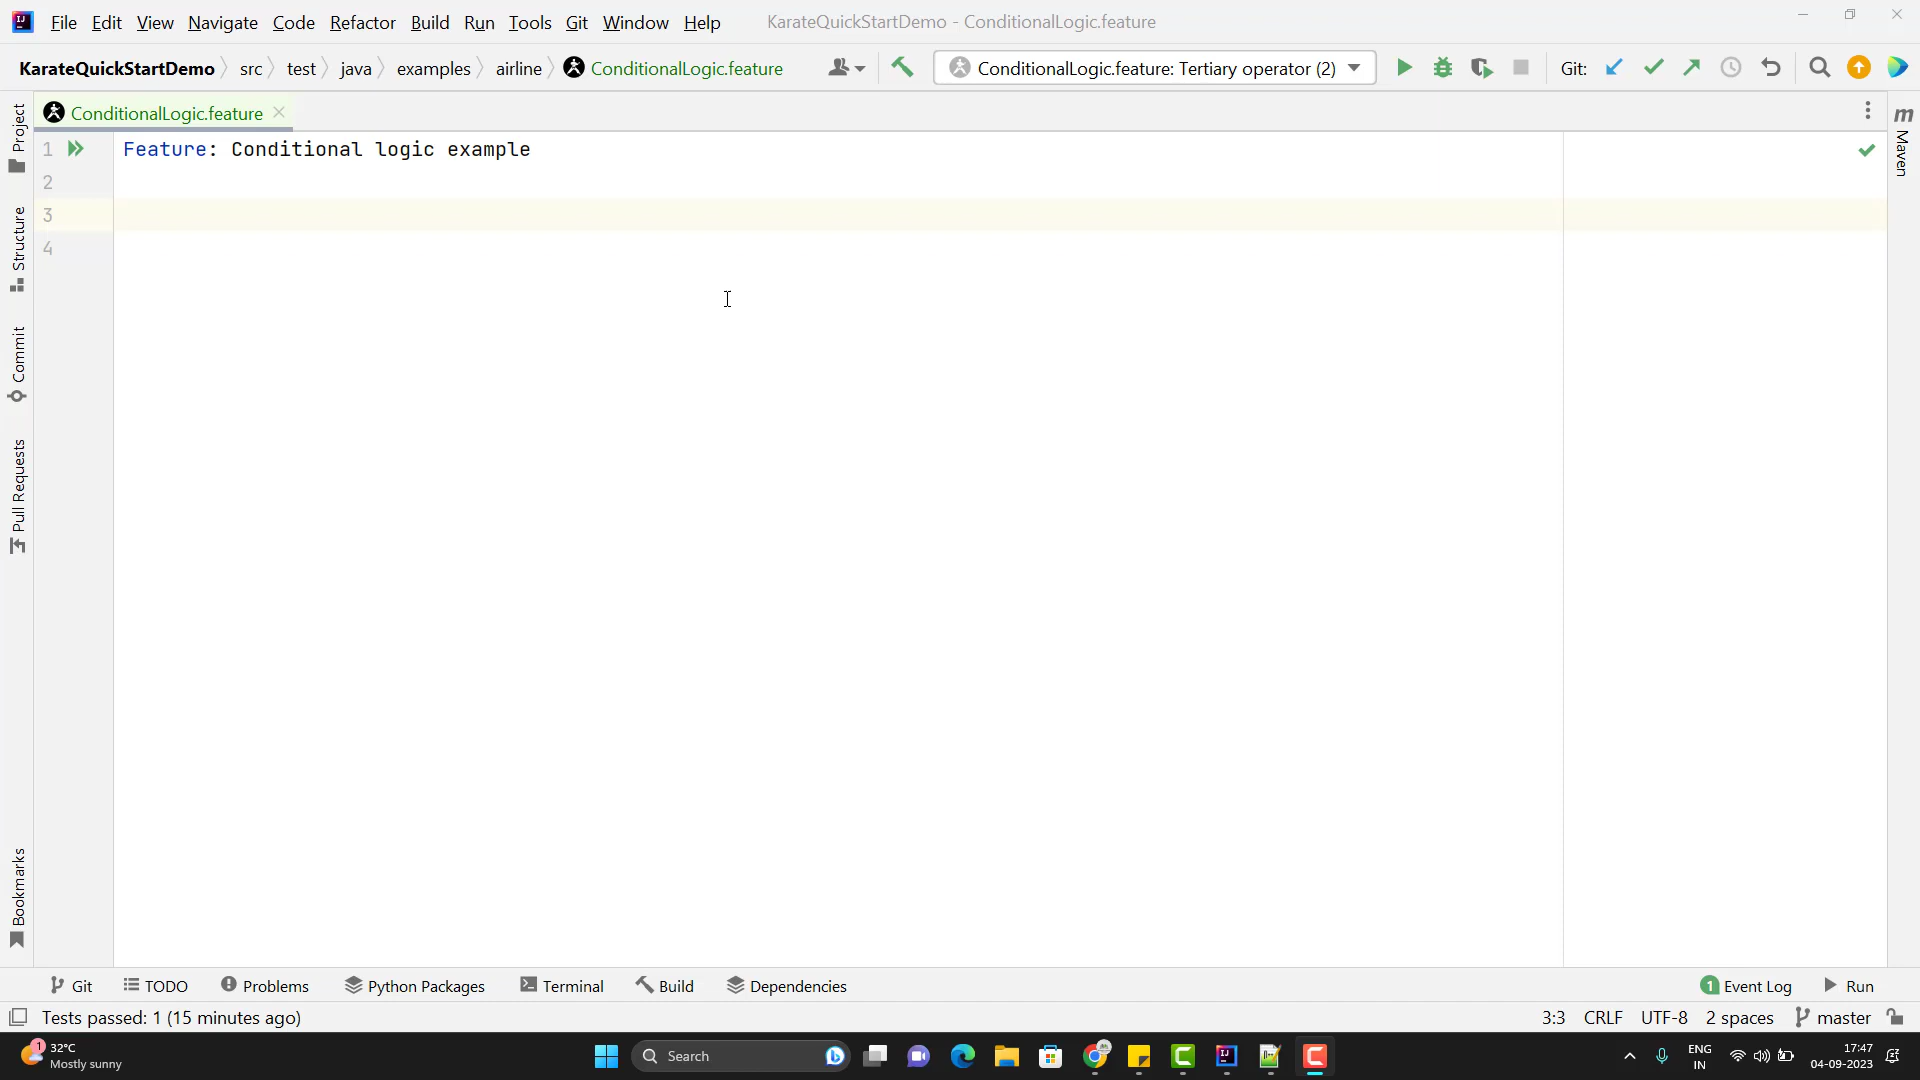 File Edit View Navigate Code Refactor Build Run Tools Git Window Help KarateQuickStartDemo - ConditionalLogic.feature
KarateQuickStartDemo src test java examples airline ConditionalLogic.feature ConditionalLogic.feature: Tertiary operator (2) Git:
ConditionalLogic.feature
1 Feature: Conditional logic example
2
3
4
Project
Structure
Commit
Pull Requests
Bookmarks
m
Maven
Git TODO Problems Python Packages Terminal Build Dependencies 1 Event Log Run
Tests passed: 1 (15 minutes ago) 3:3 CRLF UTF-8 2 spaces master
1 32°C
Mostly sunny
Search
ENG
IN
17:47
04-09-2023